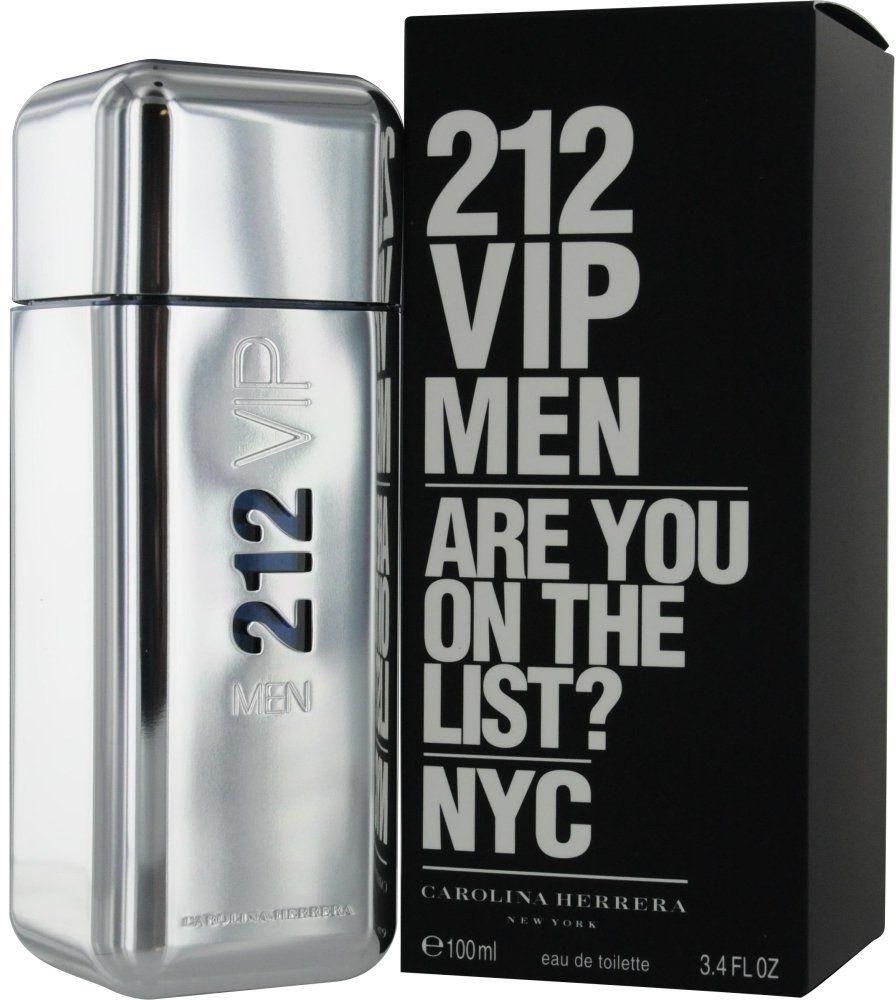 212 VIP
MEN
CAROLINA HERRERA
212
VIP
MEN
ARE YOU
ON THE
LIST?
NYC
CAROLINA HERRERA
NEW YORK
℮100ml
eau de toilette
3.4 FL OZ